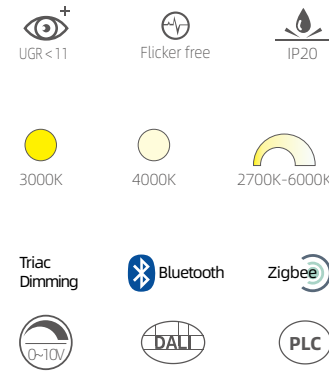 UGR<11
Flicker free
IP20
3000K
4000K
2700K-6000K
Triac
Dimming
Bluetooth
Zigbee
0~10V
DALI
PLC